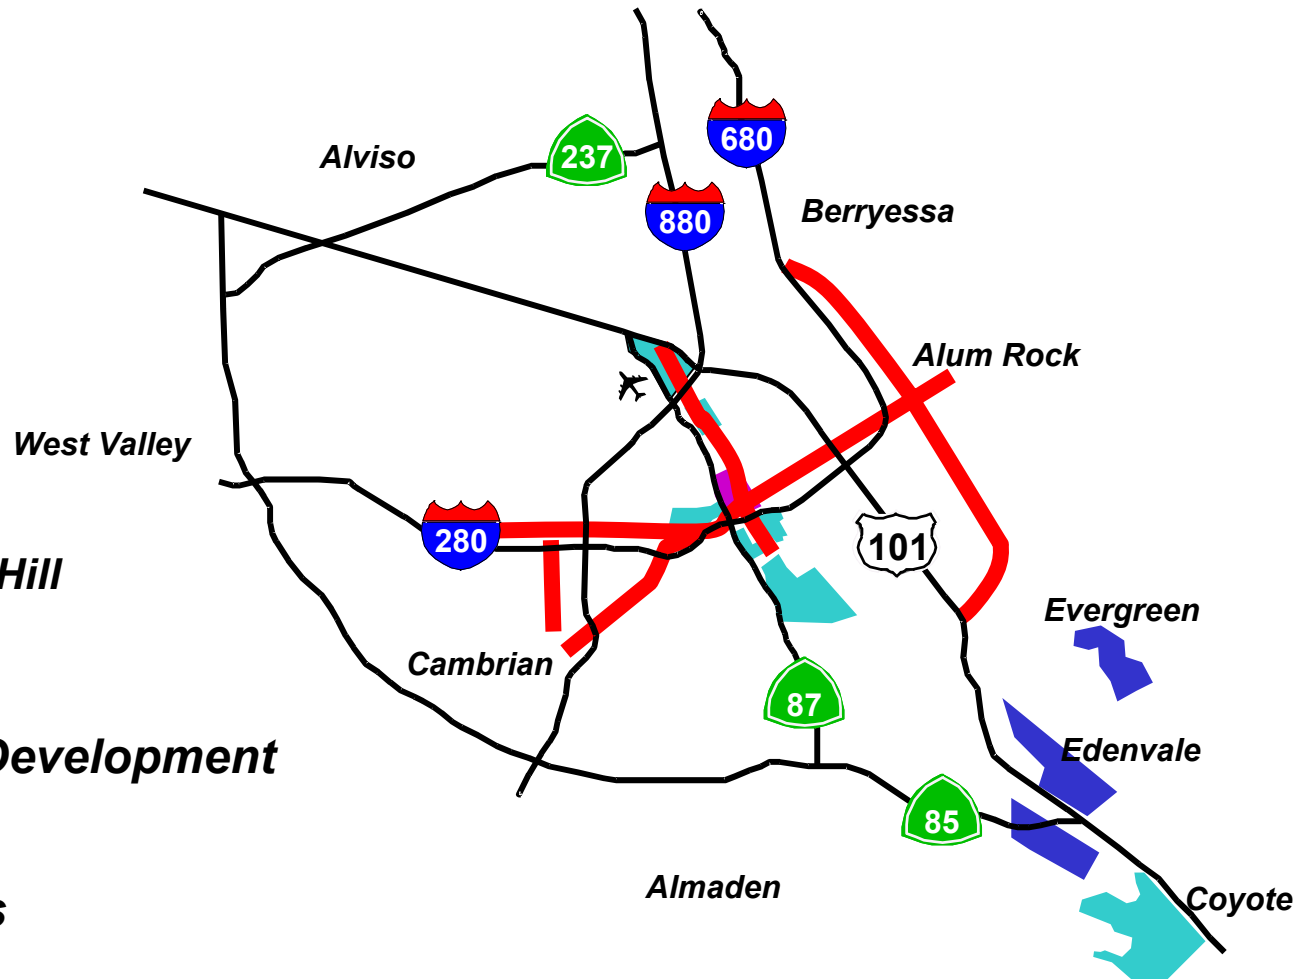 680
237
Alviso
880
Berryessa
Alum Rock
West Valley
280
101
Hill
Evergreen
Cambrian
87
Edenvale
Development
85
Almaden
Coyote
s